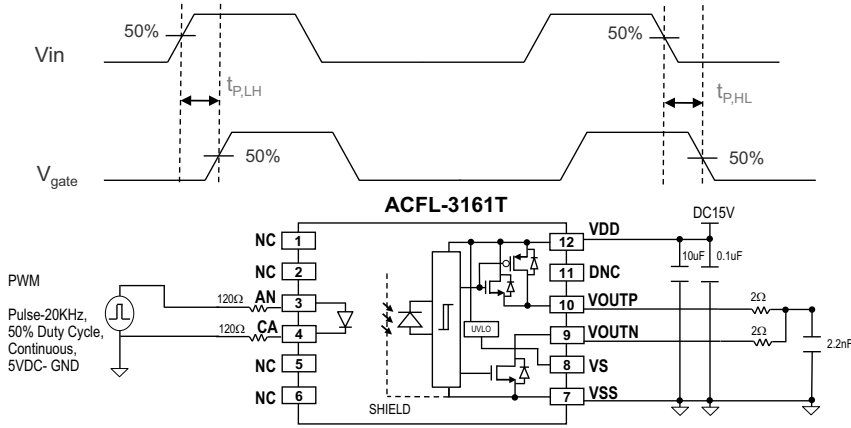 50%
50%
Vin
tP,LH
tP,HL
50%
50%
Vgate
ACFL-3161T
DC15V
NC 1
NC 2
AN 3
CA 4
NC 5
NC 6
120Ω
120Ω
PWM
Pulse-20KHz,
50% Duty Cycle,
Continuous,
5VDC- GND
UVLO
SHIELD
12 VDD
11 DNC
10 VOUTP
9 VOUTN
8 VS
7 VSS
10uF
0.1uF
2Ω
2Ω
2.2nF